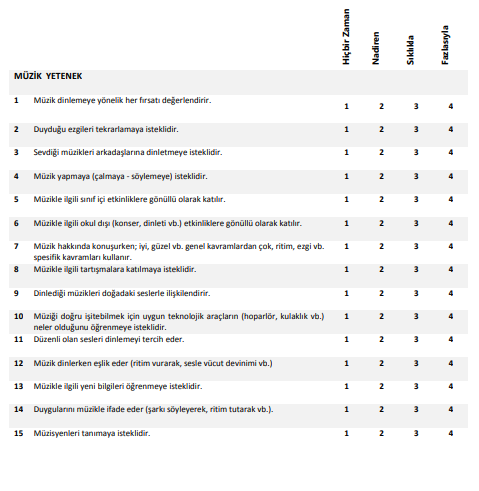 Hiçbir Zaman Nadiren Sıklıkla Fazlasıyla
MÜZİK YETENEK
1 Müzik dinlemeye yönelik her fırsatı değerlendirir. 1 2 3 4
2 Duyduğu ezgileri tekrarlamaya isteklidir. 1 2 3 4
3 Sevdiği müzikleri arkadaşlarına dinletmeye isteklidir. 1 2 3 4
4 Müzik yapmaya (çalmaya - söylemeye) isteklidir. 1 2 3 4
5 Müzikle ilgili sınıf içi etkinliklere gönüllü olarak katılır. 1 2 3 4
6 Müzikle ilgili okul dışı (konser, dinleti vb.) etkinliklere gönüllü olarak katılır. 1 2 3 4
7 Müzik hakkında konuşurken; iyi, güzel vb. genel kavramlardan çok, ritim, ezgi vb. 1 2 3 4
spesifik kavramları kullanır.
8 Müzikle ilgili tartışmalara katılmaya isteklidir. 1 2 3 4
9 Dinlediği müzikleri doğadaki seslerle ilişkilendirir. 1 2 3 4
10 Müziği doğru işitebilmek için uygun teknolojik araçların (hoparlör, kulaklık vb.) 1 2 3 4
neler olduğunu öğrenmeye isteklidir.
11 Düzenli olan sesleri dinlemeyi tercih eder. 1 2 3 4
12 Müzik dinlerken eşlik eder (ritim vurarak, sesle vücut devinimi vb.) 1 2 3 4
13 Müzikle ilgili yeni bilgileri öğrenmeye isteklidir. 1 2 3 4
14 Duygularını müzikle ifade eder (şarkı söyleyerek, ritim tutarak vb.). 1 2 3 4
15 Müzisyenleri tanımaya isteklidir. 1 2 3 4